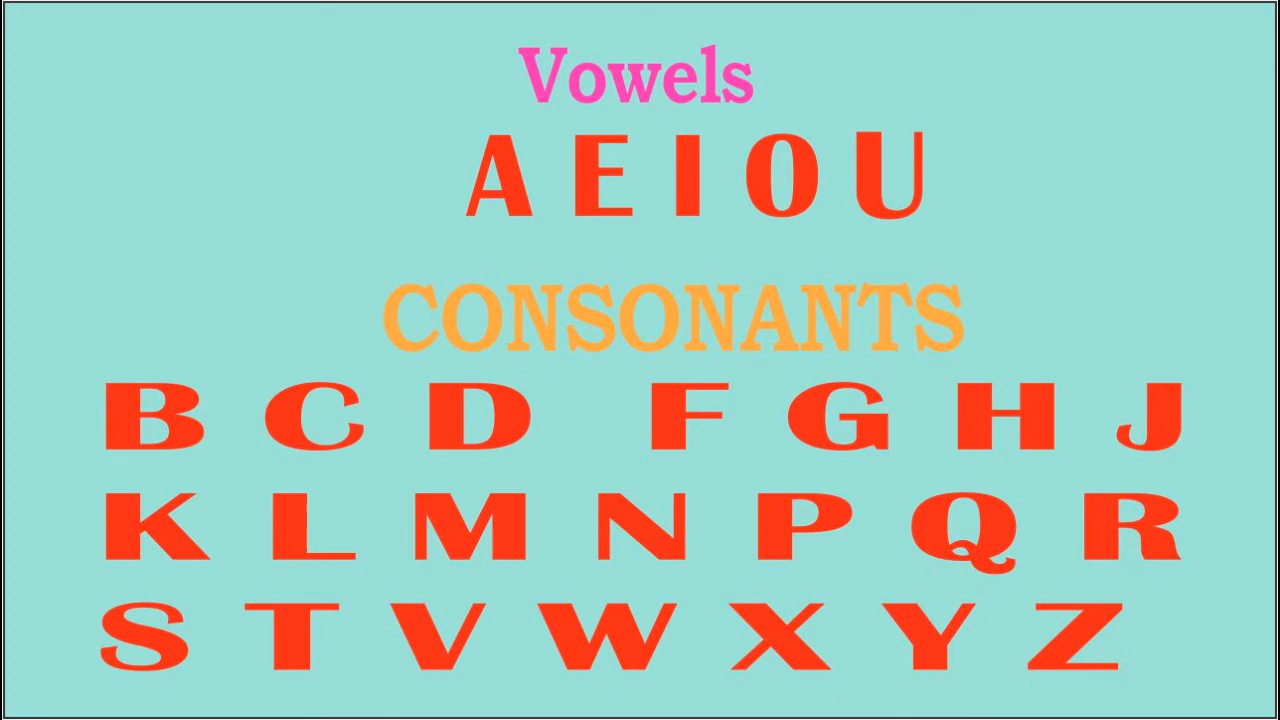 Vowels
A E I O U
CONSONANTS
B C D F G H J
K L M N P Q R
S T V W X Y Z